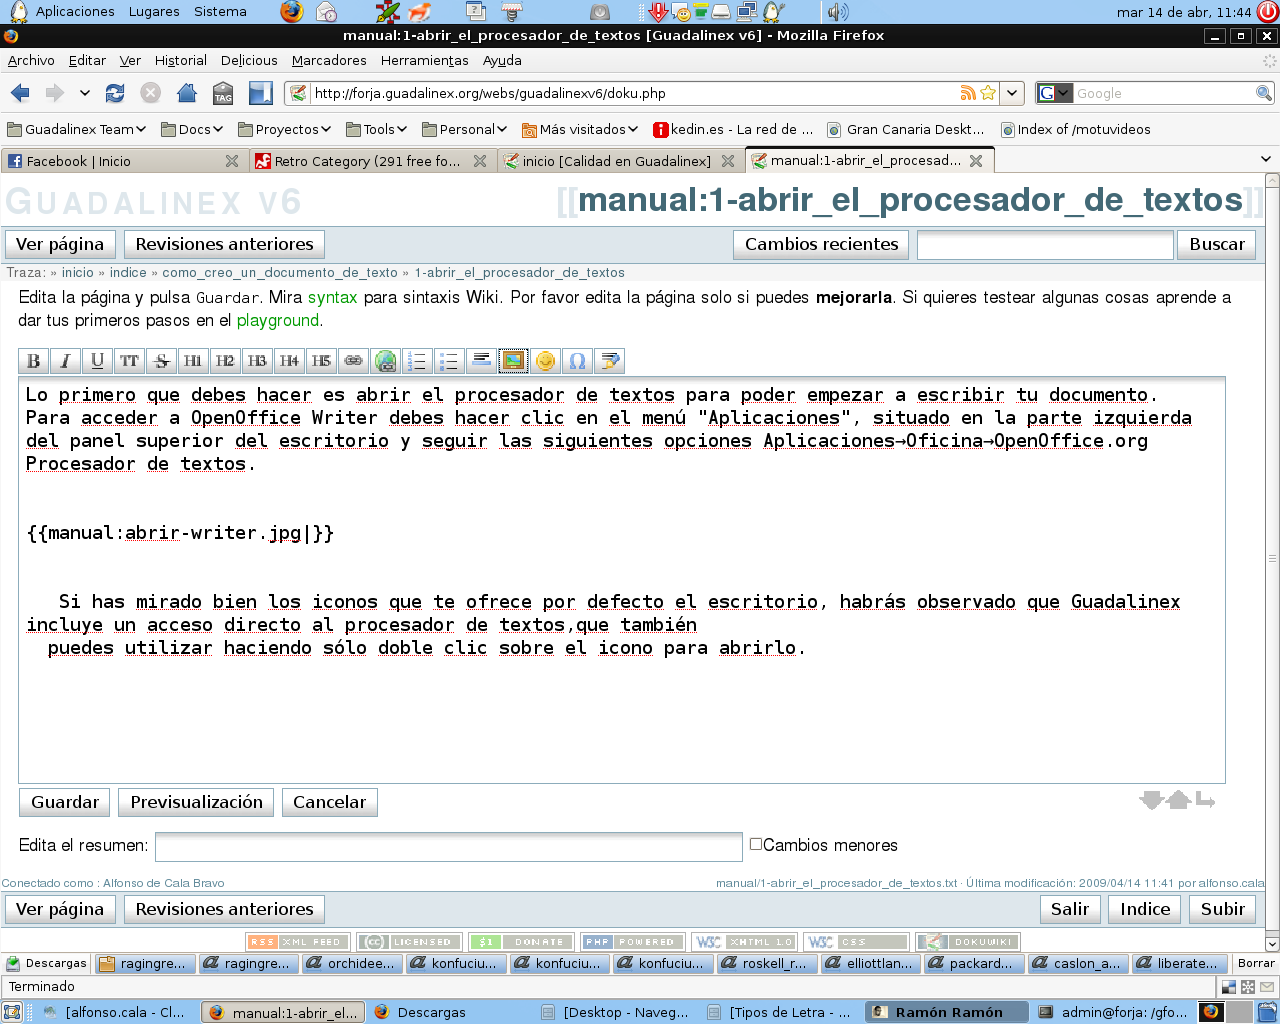 Aplicaciones Lugares Sistema mar 14 de abr, 11:44
manual:1-abrir_el_procesador_de_textos [Guadalinex v6] - Mozilla Firefox
Archivo Editar Ver Historial Delicious Marcadores Herramientas Ayuda
TAG http://forja.guadalinex.org/webs/guadalinexv6/doku.php G Google
Guadalinex Team Docs Proyectos Tools Personal Más visitados kedin.es - La red de ... Gran Canaria Deskt... Index of /motuvideos
Facebook | Inicio Retro Category (291 free fo... inicio [Calidad en Guadalinex] manual:1-abrir_el_procesad...
GUADALINEX V6 [[manual:1-abrir_el_procesador_de_textos]]
Ver página Revisiones anteriores Cambios recientes Buscar
Traza: » inicio » indice » como_creo_un_documento_de_texto » 1-abrir_el_procesador_de_textos
Edita la página y pulsa Guardar. Mira syntax para sintaxis Wiki. Por favor edita la página solo si puedes mejorarla. Si quieres testear algunas cosas aprende a
dar tus primeros pasos en el playground.
B I U TT S H1 H2 H3 H4 H5 Ω
Lo primero que debes hacer es abrir el procesador de textos para poder empezar a escribir tu documento.
Para acceder a OpenOffice Writer debes hacer clic en el menú "Aplicaciones", situado en la parte izquierda
del panel superior del escritorio y seguir las siguientes opciones Aplicaciones→Oficina→OpenOffice.org
Procesador de textos.
{{manual:abrir-writer.jpg|}}
Si has mirado bien los iconos que te ofrece por defecto el escritorio, habrás observado que Guadalinex
incluye un acceso directo al procesador de textos,que también
puedes utilizar haciendo sólo doble clic sobre el icono para abrirlo.
Guardar Previsualización Cancelar
Edita el resumen: Cambios menores
Conectado como : Alfonso de Cala Bravo manual/1-abrir_el_procesador_de_textos.txt · Última modificación: 2009/04/14 11:41 por alfonso.cala
Ver página Revisiones anteriores Salir Indice Subir
RSS XML FEED CC LICENSED $1 DONATE PHP POWERED W3C XHTML 1.0 W3C CSS DOKUWIKI
Descargas ragingre... ragingre... orchidee... konfuciu... konfuciu... konfuciu... roskell_r... elliottlan... packard... caslon_a... liberate... Borrar
Terminado
[alfonso.cala - Cl... manual:1-abrir_el... Descargas [Desktop - Naveg... [Tipos de Letra - ... Ramón Ramón admin@forja: /gfo...